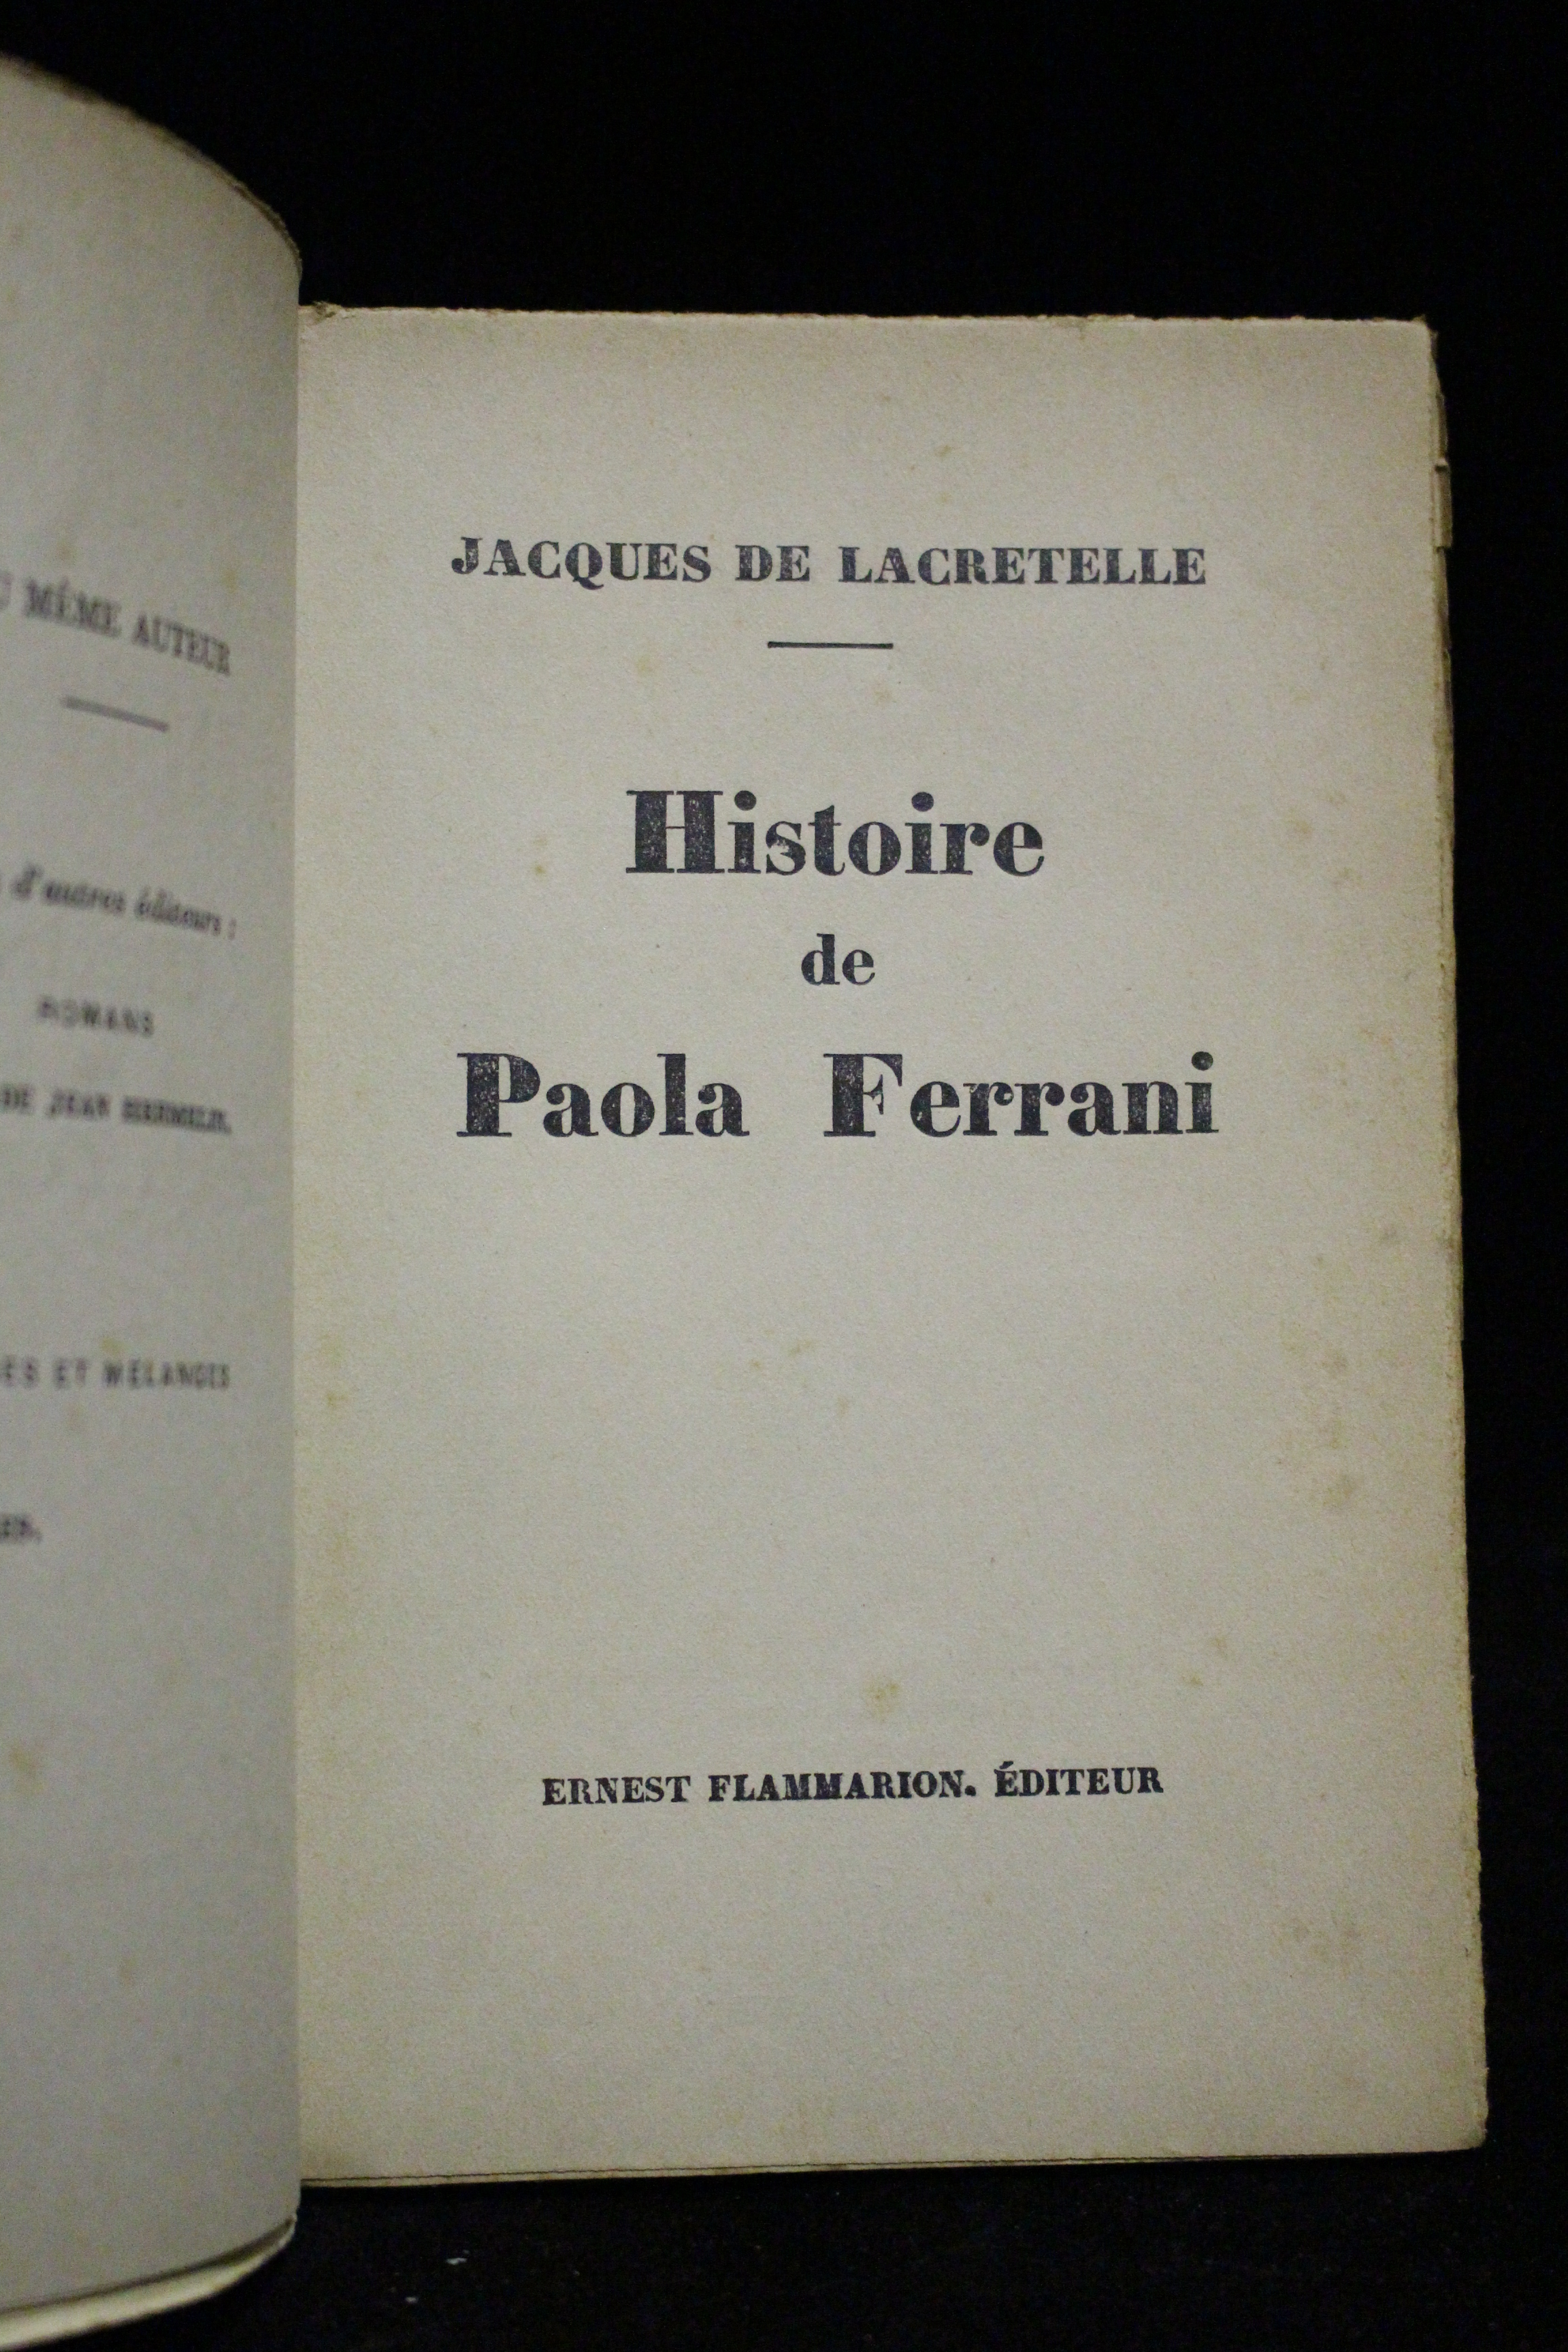 MÊME AUTEUR
d'autres éditeurs :
ROMANS
DE JEAN HERMELIN.
ET MÉLANGES
JACQUES DE LACRETELLE
Histoire
de
Paola Ferrani
ERNEST FLAMMARION. ÉDITEUR